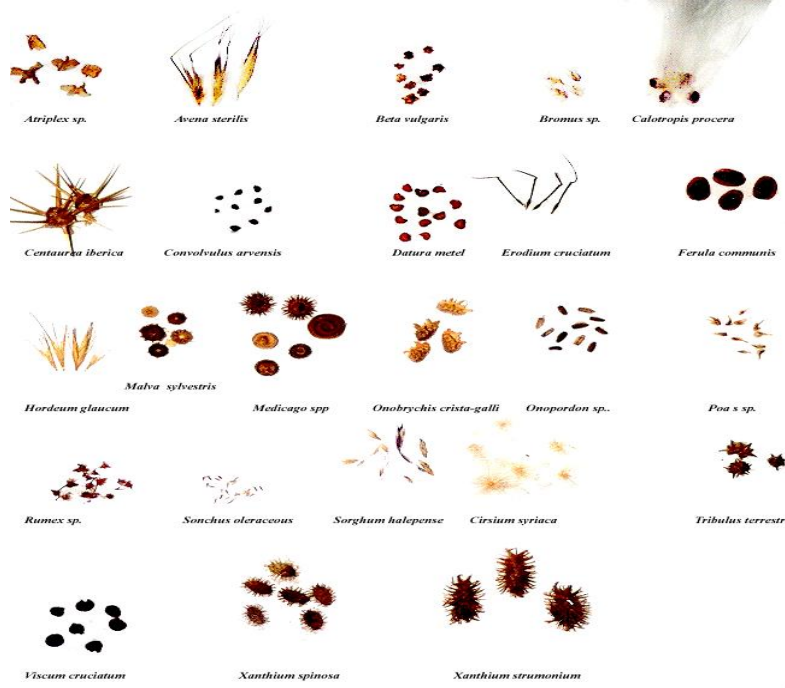 Atriplex sp. Avena sterilis Beta vulgaris Bromus sp. Calotropis procera
Centaurea iberica Convolvulus arvensis Datura metel Erodium cruciatum Ferula communis
Malva sylvestris
Hordeum glaucum Medicago spp Onobrychis crista-galli Onopordon sp.. Poa s sp.
Rumex sp. Sonchus oleraceous Sorghum halepense Cirsium syriaca Tribulus terrestr
Viscum cruciatum Xanthium spinosa Xanthium strumonium